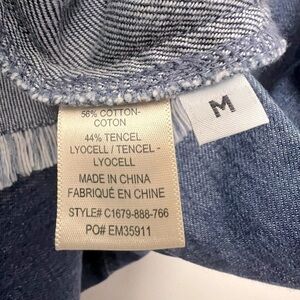 56% COTTON-
COTON
44% TENCEL
LYOCELL / TENCEL -
LYOCELL
MADE IN CHINA
FABRIQUÉ EN CHINE
STYLE# C1679-888-766
PO# EM35911
M